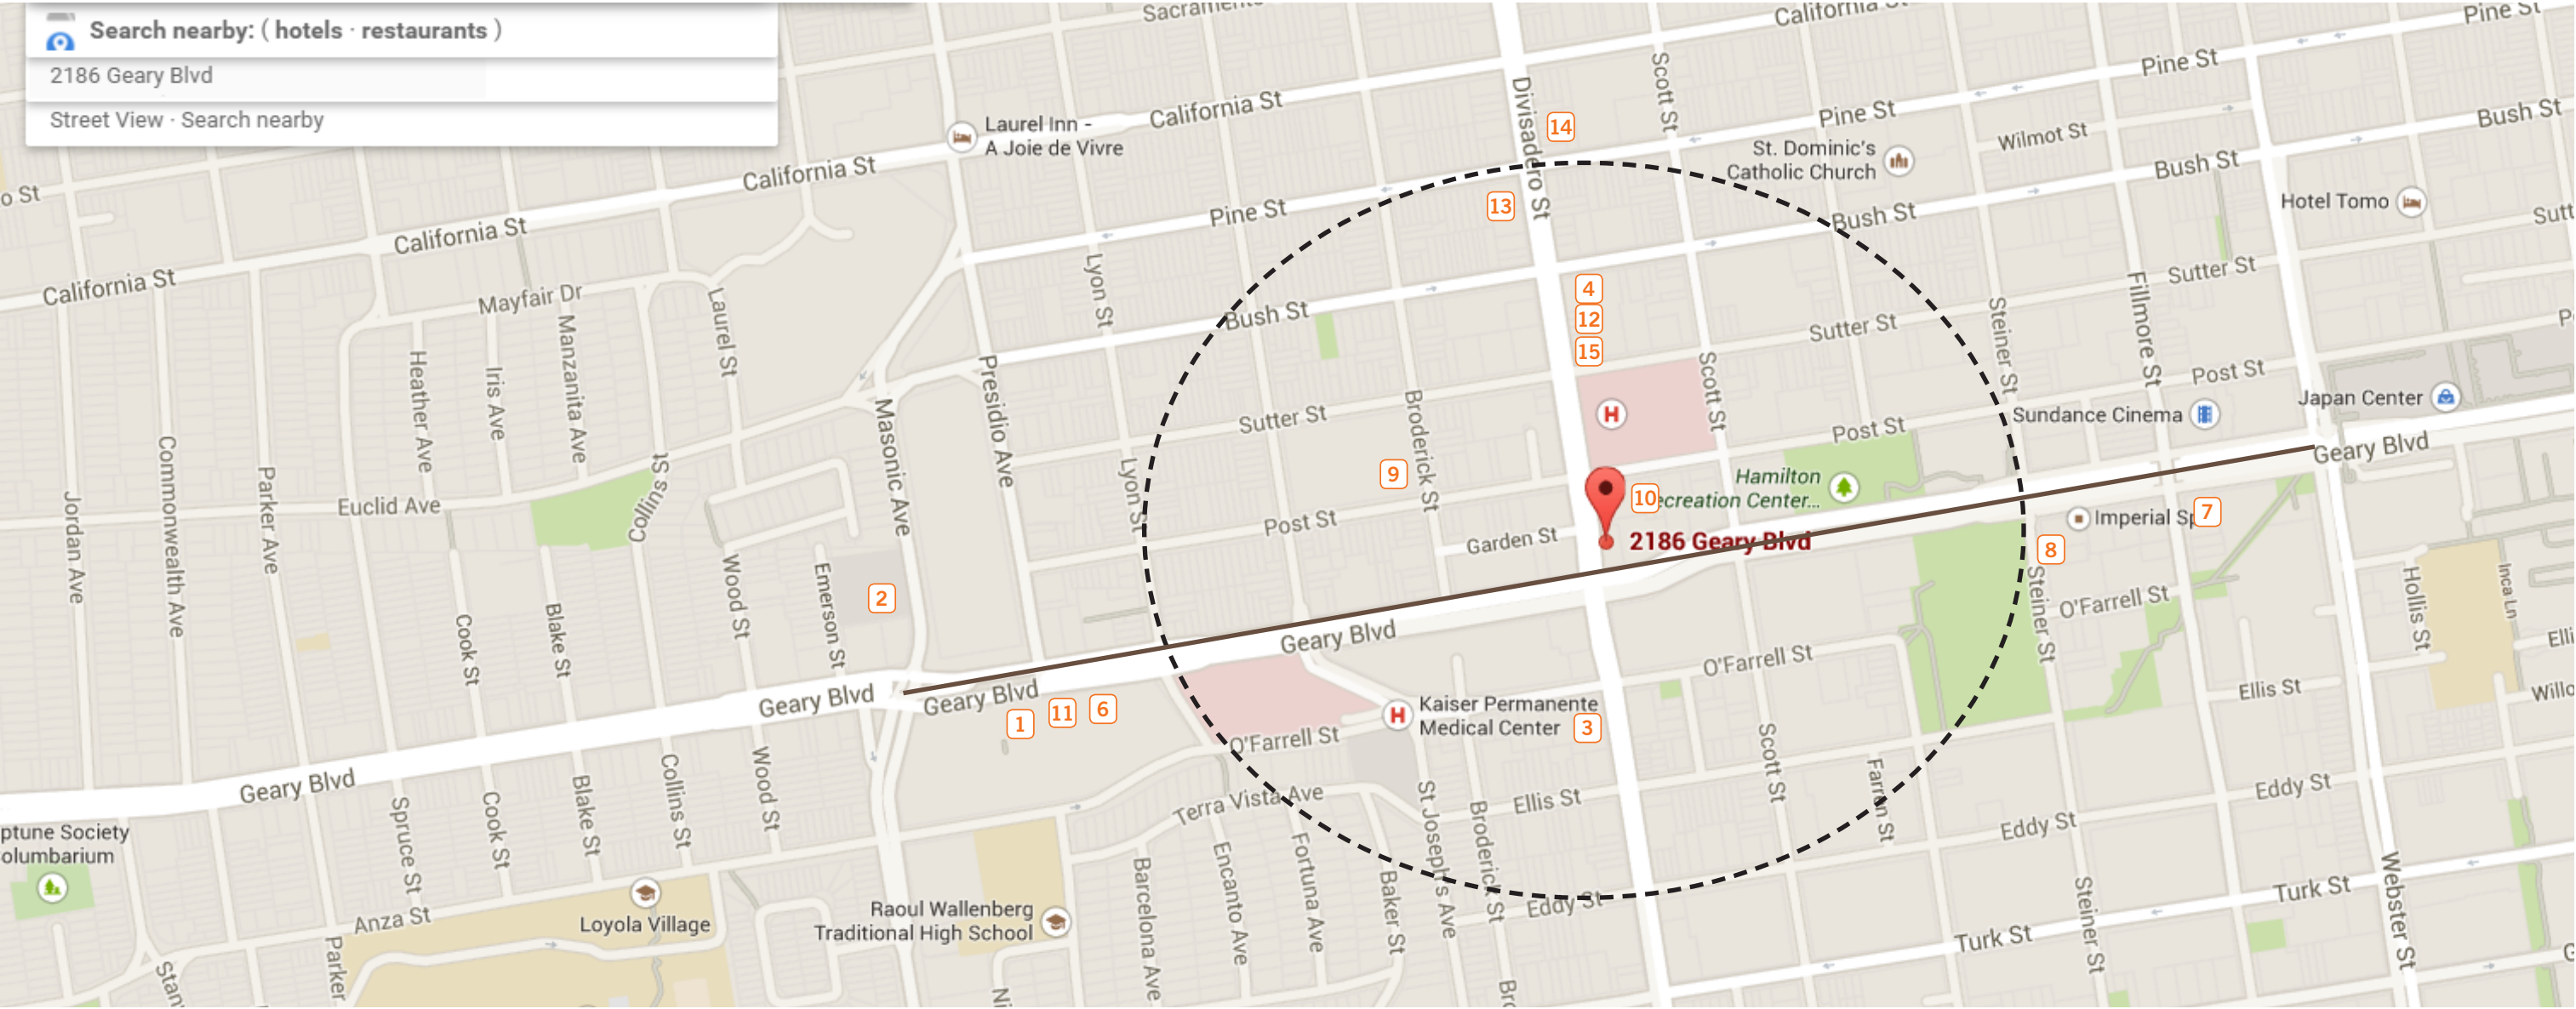 Search nearby: ( hotels · restaurants )
2186 Geary Blvd
Street View · Search nearby
California St
Pine St
Scott St
Divisadero St
14
Pine St
Pine St
Bush St
Wilmot St
Laurel Inn -
A Joie de Vivre
California St
California St
California St
California St
St. Dominic's
Catholic Church
Bush St
Bush St
Hotel Tomo
o St
13
Pine St
Lyon St
Mayfair Dr
Laurel St
Bush St
4
12
15
Sutter St
Sutter St
Steiner St
Fillmore St
Post St
Heather Ave
Iris Ave
Manzanita Ave
Masonic Ave
Presidio Ave
Lyon St
Sutter St
Broderick St
Scott St
Post St
Sundance Cinema
Japan Center
Geary Blvd
Jordan Ave
Commonwealth Ave
Parker Ave
Euclid Ave
Collins St
9
Post St
Garden St
10
Hamilton
ecreation Center...
2186 Geary Blvd
Imperial Sp
7
8
Wood St
Emerson St
2
Cook St
Blake St
Steiner St
O'Farrell St
Hollis St
Inca Ln
Geary Blvd
Geary Blvd
Geary Blvd
1
11
6
Kaiser Permanente
Medical Center
3
O'Farrell St
O'Farrell St
Ellis St
Geary Blvd
Spruce St
Cook St
Blake St
Collins St
Wood St
Terra Vista Ave
St Joseph's Ave
Broderick St
Ellis St
Scott St
Farren St
Eddy St
Eddy St
ptune Society
olumbarium
Anza St
Loyola Village
Raoul Wallenberg
Traditional High School
Barcelona Ave
Encanto Ave
Fortuna Ave
Baker St
Eddy St
Steiner St
Turk St
Turk St
Webster St
Parker